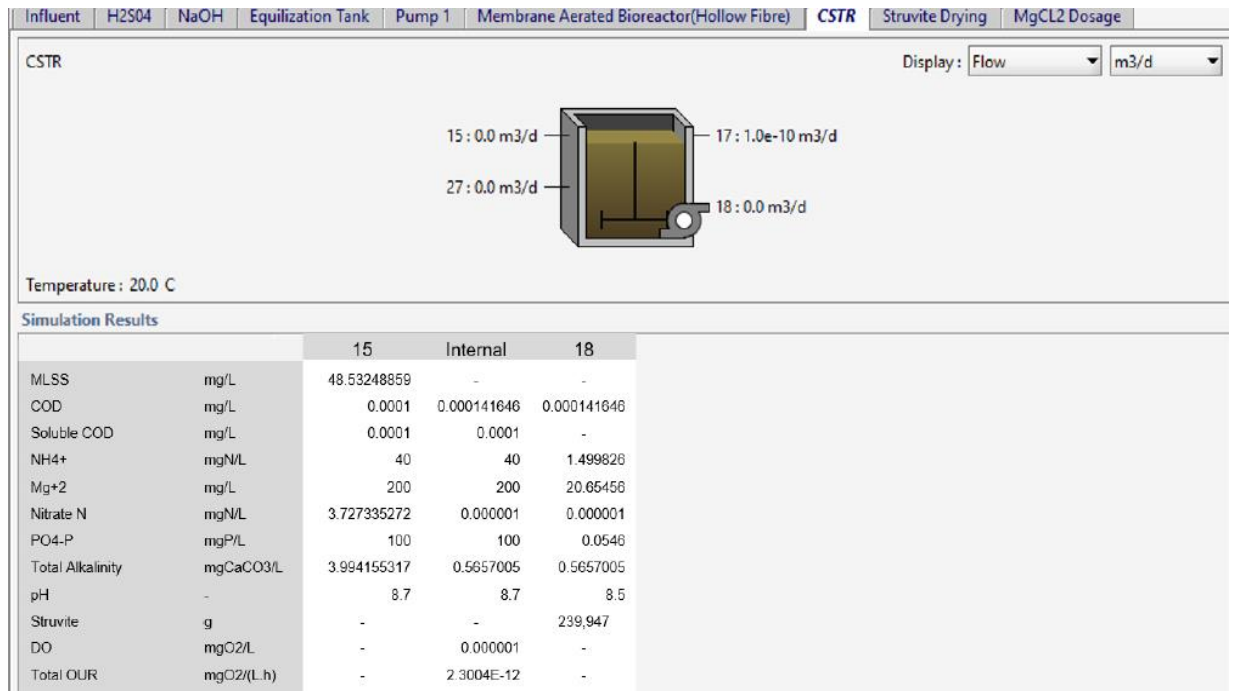 Influent H2S04 NaOH Equilization Tank Pump 1 Membrane Aerated Bioreactor(Hollow Fibre) CSTR Struvite Drying MgCL2 Dosage
CSTR Display : Flow m3/d
15 : 0.0 m3/d 17 : 1.0e-10 m3/d
27 : 0.0 m3/d
18 : 0.0 m3/d
Temperature : 20.0 C
Simulation Results
15 Internal 18
MLSS mg/L 48.53248859 - -
COD mg/L 0.0001 0.000141646 0.000141646
Soluble COD mg/L 0.0001 0.0001 -
NH4+ mgN/L 40 40 1.499826
Mg+2 mg/L 200 200 20.65456
Nitrate N mgN/L 3.727335272 0.000001 0.000001
PO4-P mgP/L 100 100 0.0546
Total Alkalinity mgCaCO3/L 3.994155317 0.5657005 0.5657005
pH - 8.7 8.7 8.5
Struvite g - - 239,947
DO mgO2/L - 0.000001 -
Total OUR mgO2/(L.h) - 2.3004E-12 -